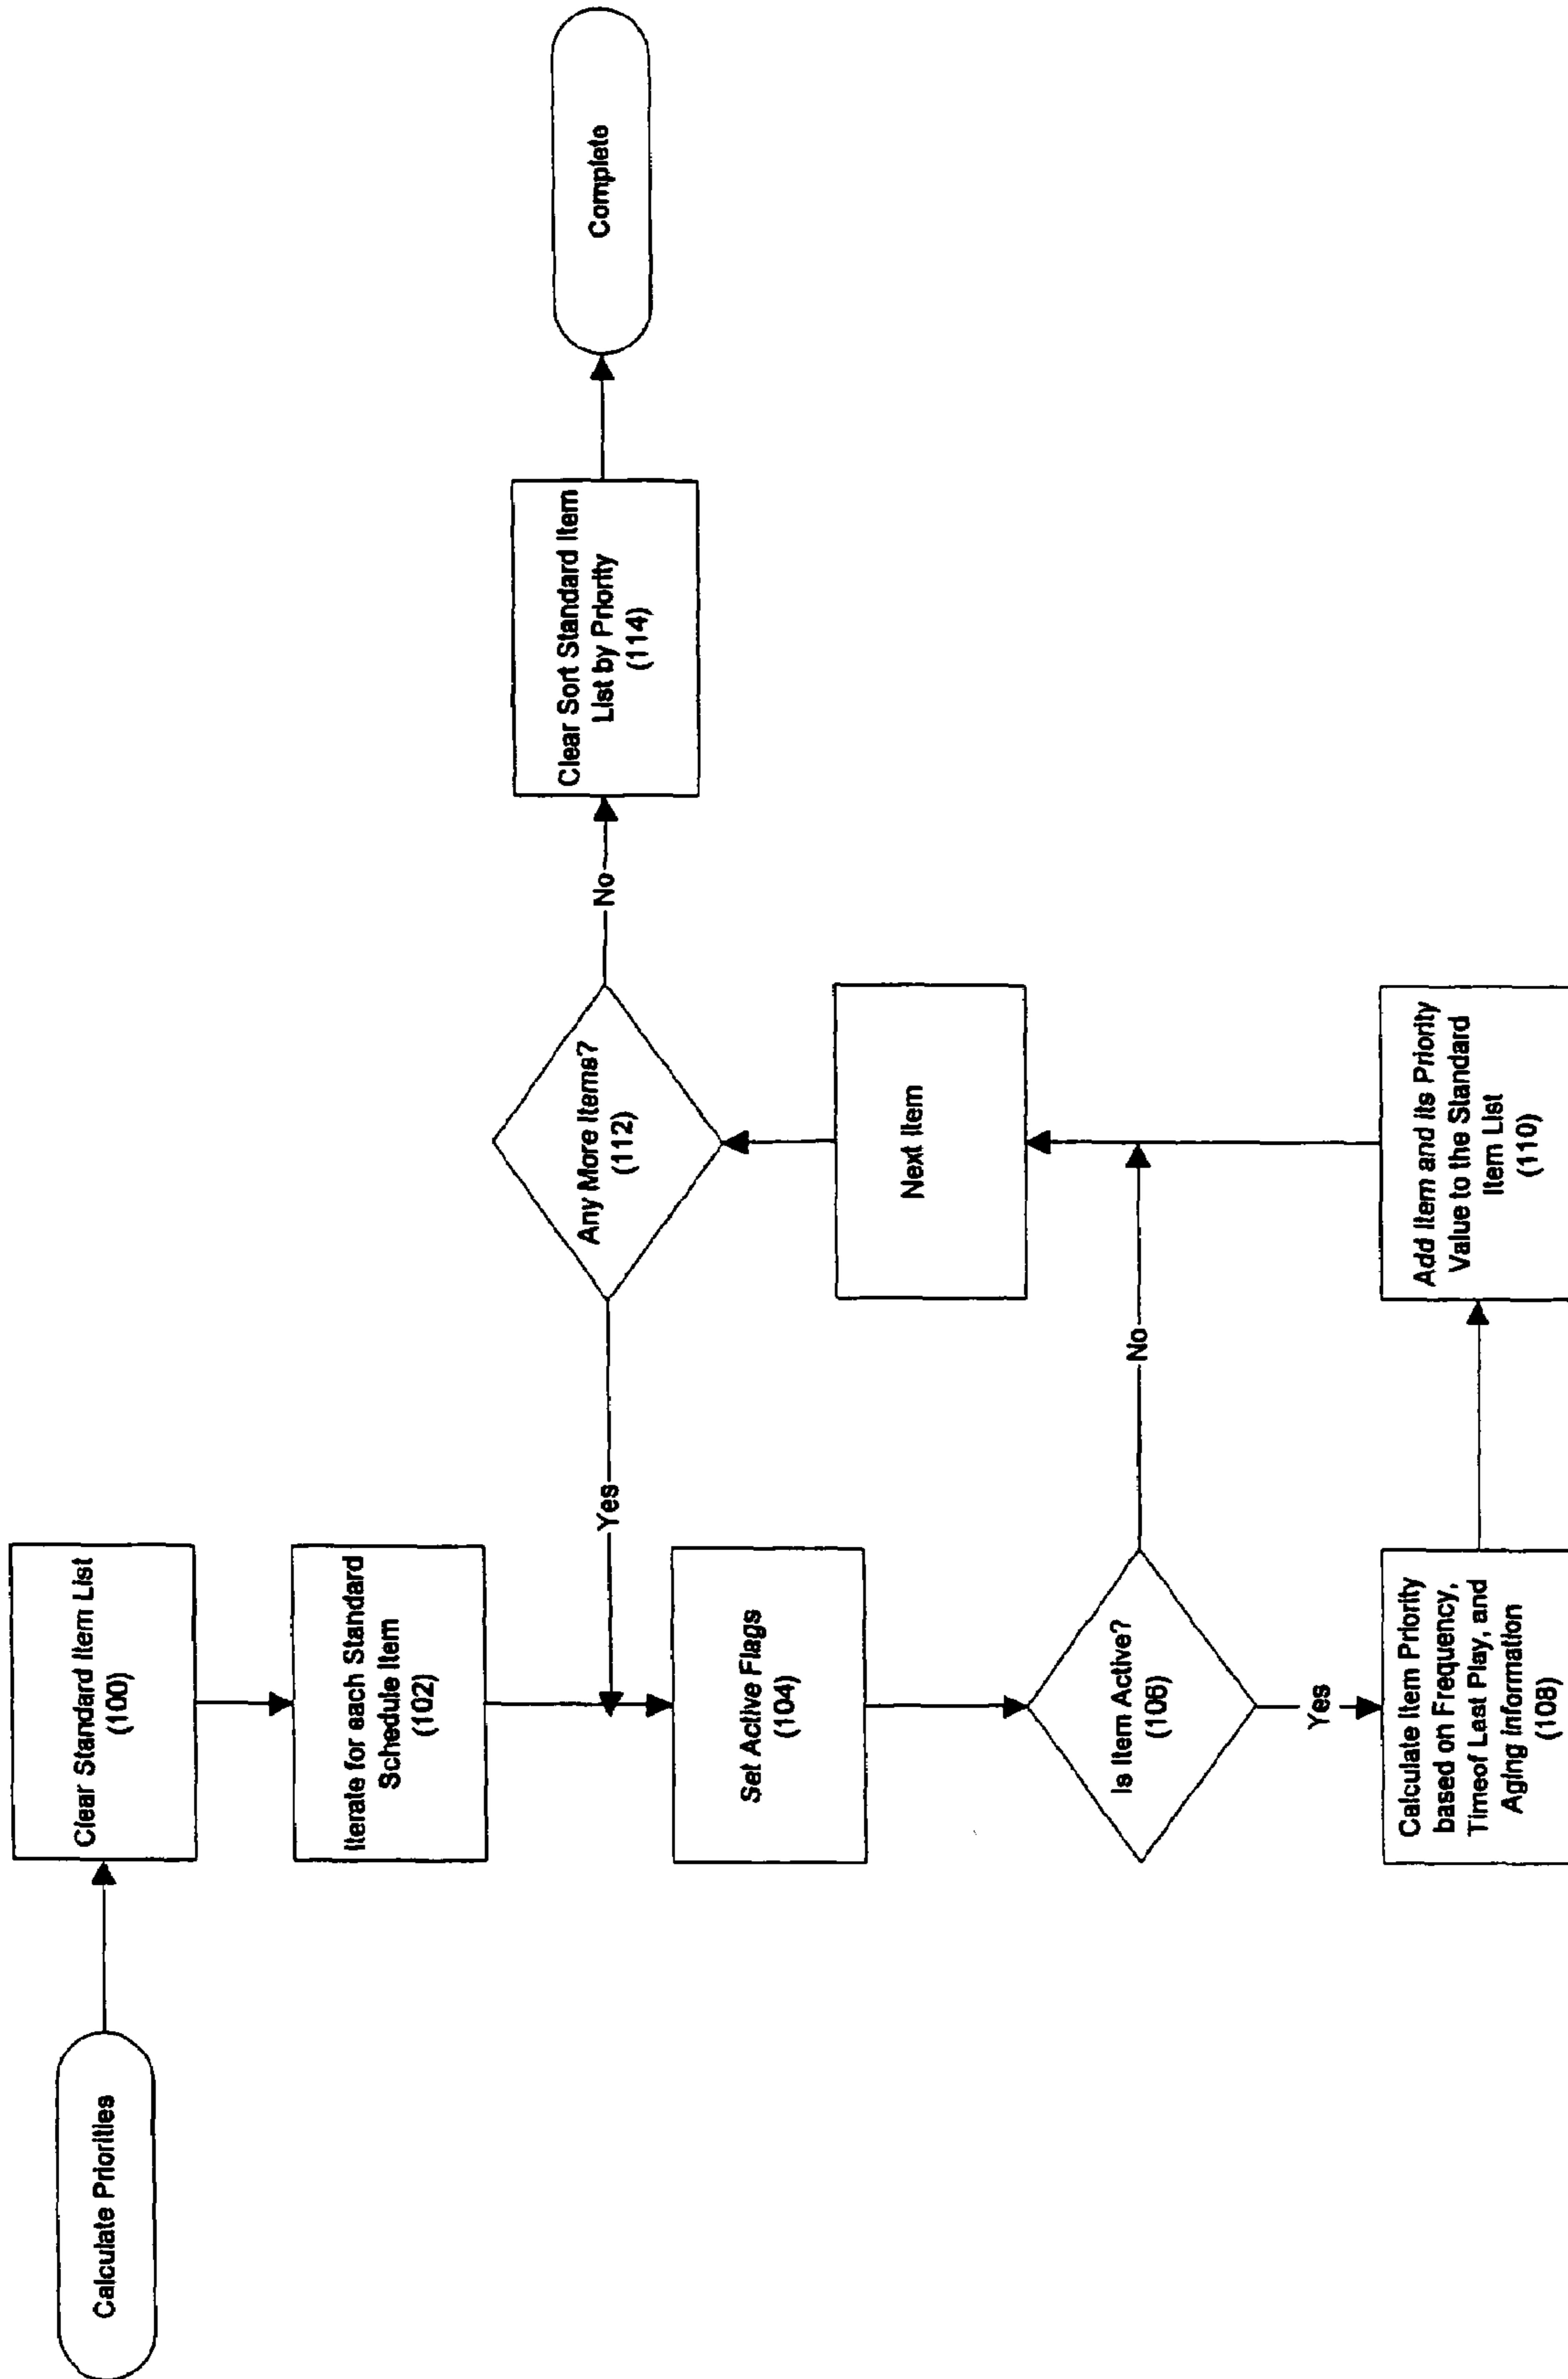 Calculate Priorities
Clear Standard Item List
(100)
Iterate for each Standard
Schedule Item
(102)
Set Active Flags
(104)
Is Item Active?
(106)
Yes
No
Calculate Item Priority
based on Frequency,
Timeof Last Play, and
Aging information
(108)
Add Item and its Priority
Value to the Standard
Item List
(110)
Next Item
Any More Items?
(112)
Yes
No
Clear Sort Standard Item
List by Priority
(114)
Complete